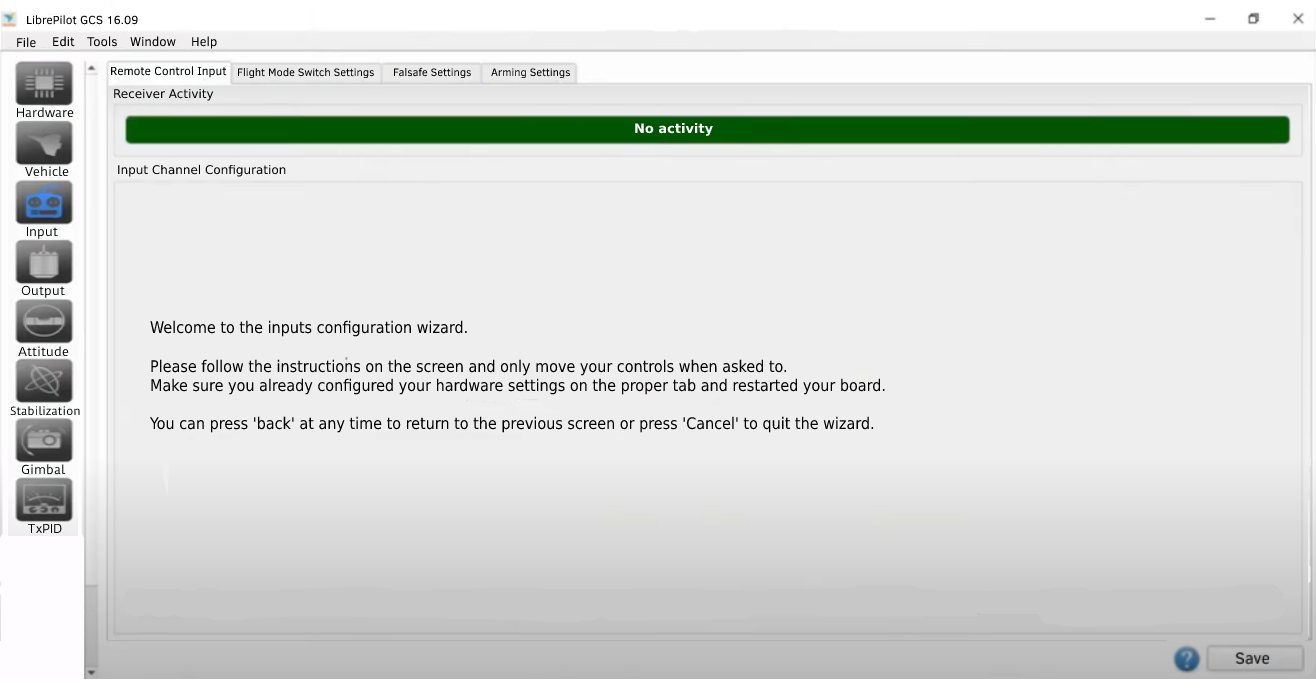 LibrePilot GCS 16.09
File Edit Tools Window Help
Hardware
Vehicle
Input
Output
Attitude
Stabilization
Gimbal
TxPID
Remote Control Input Flight Mode Switch Settings Falsafe Settings Arming Settings
Receiver Activity
No activity
Input Channel Configuration
Welcome to the inputs configuration wizard.
Please follow the instructions on the screen and only move your controls when asked to.
Make sure you already configured your hardware settings on the proper tab and restarted your board.
You can press 'back' at any time to return to the previous screen or press 'Cancel' to quit the wizard.
? Save